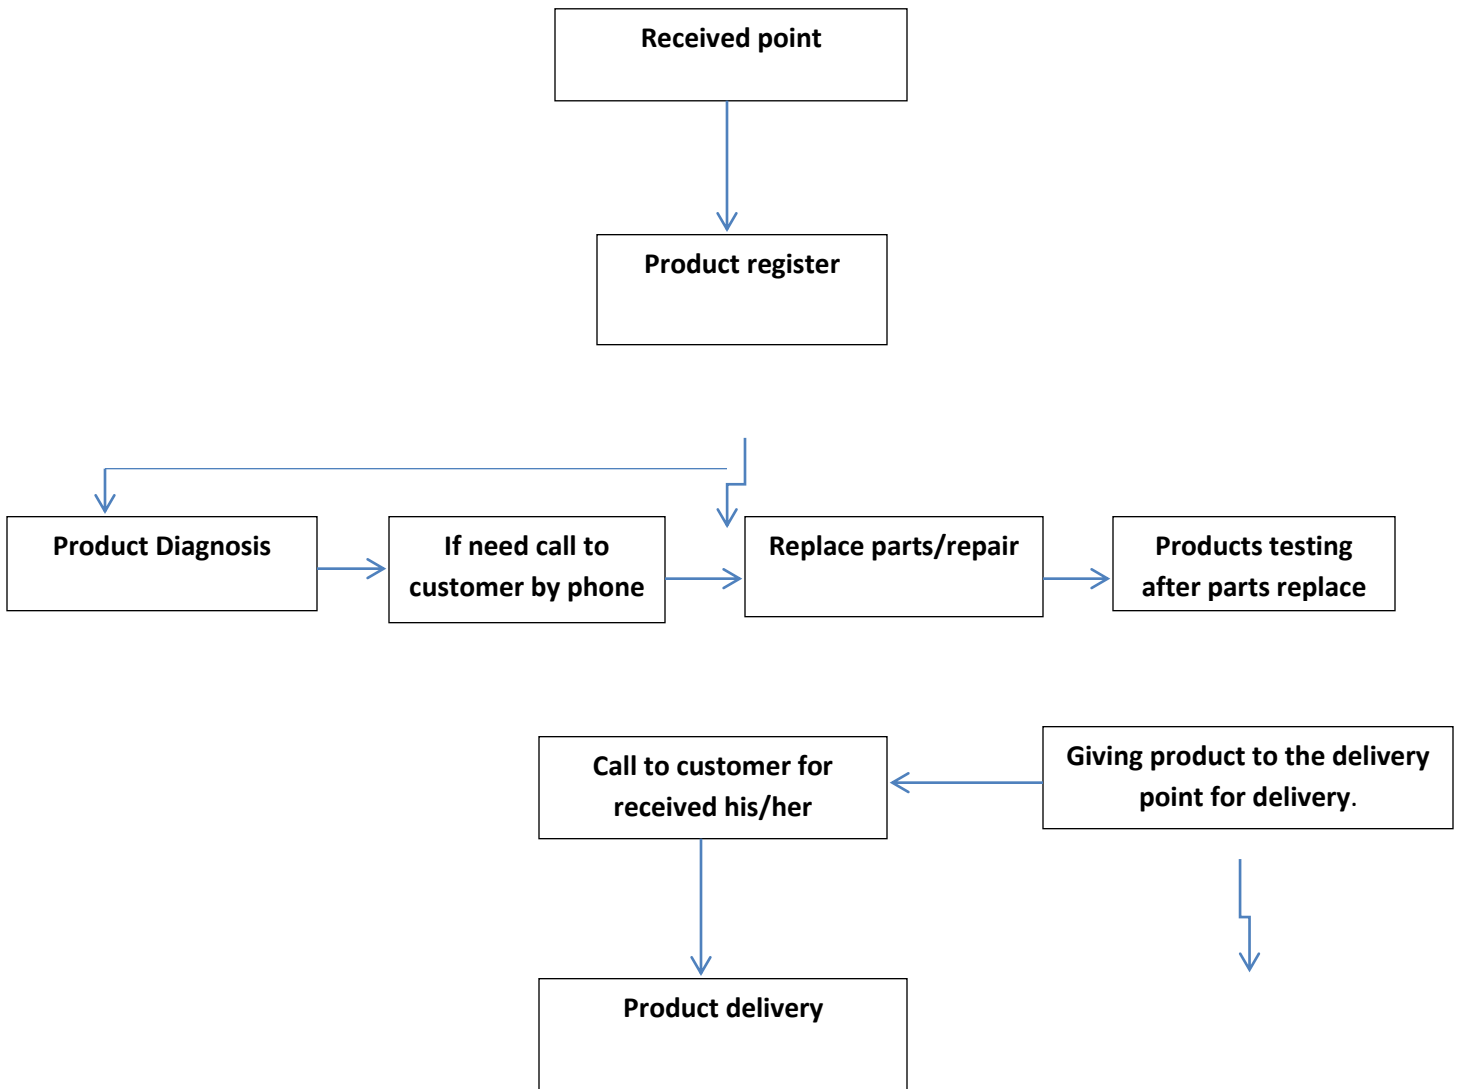 Received point
Product register
Product Diagnosis
If need call to
customer by phone
Replace parts/repair
Products testing
after parts replace
Call to customer for
received his/her
Giving product to the delivery
point for delivery.
Product delivery